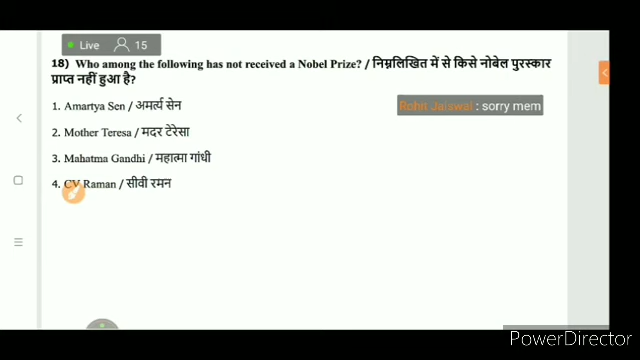 Live 15
18) Who among the following has not received a Nobel Prize? / निम्नलिखित में से किसे नोबेल पुरस्कार
प्राप्त नहीं हुआ है?
1. Amartya Sen / अमर्त्य सेन
Rohn Jaiswal : sorry mem
2. Mother Teresa / मदर टेरेसा
3. Mahatma Gandhi / महात्मा गांधी
4. CV Raman / सीवी रमन
PowerDirector